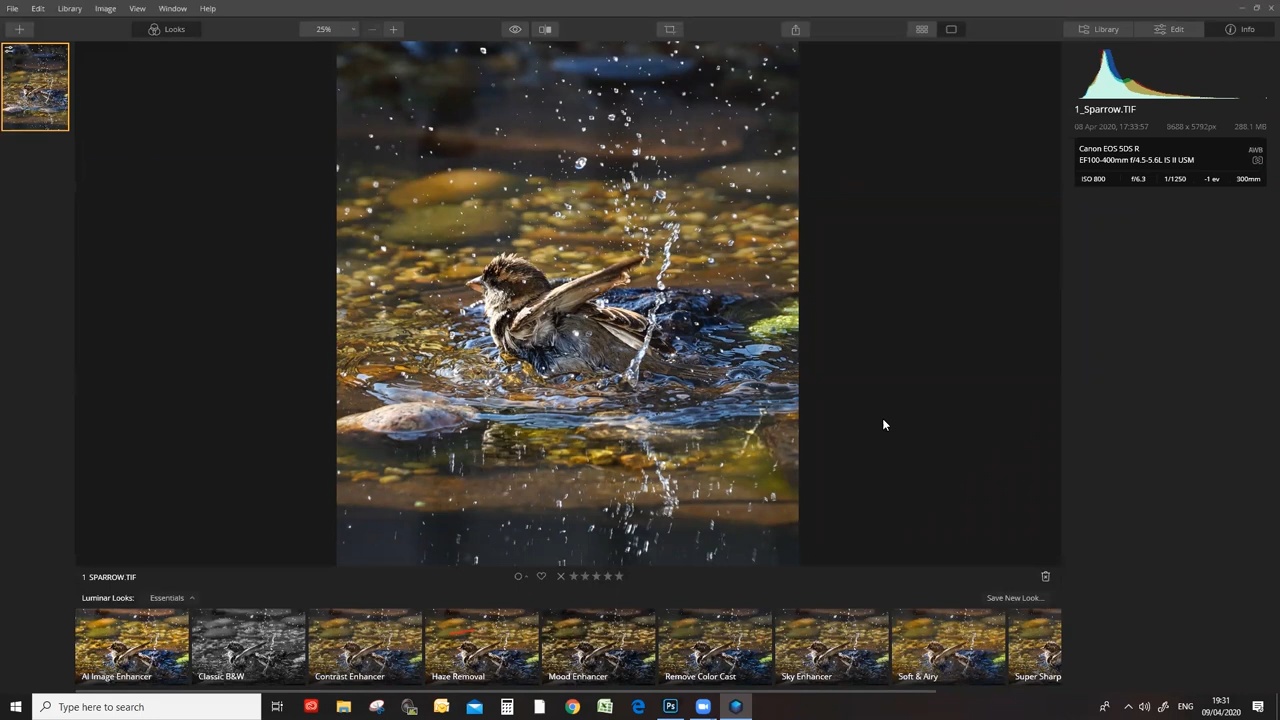 File Edit Library Image View Window Help
Looks 25% Library Edit Info
1_Sparrow.TIF
08 Apr 2020, 17:33:57 8688 x 5792px 288.1 MB
Canon EOS 5DS R AWB
EF100-400mm f/4.5-5.6L IS II USM
ISO 800 f/6.3 1/1250 -1 ev 300mm
1_SPARROW.TIF
Luminar Looks: Essentials Save New Look...
AI Image Enhancer Classic B&W Contrast Enhancer Haze Removal Mood Enhancer Remove Color Cast Sky Enhancer Soft & Airy Super Sharp
Type here to search Ps ENG 19:31
09/04/2020